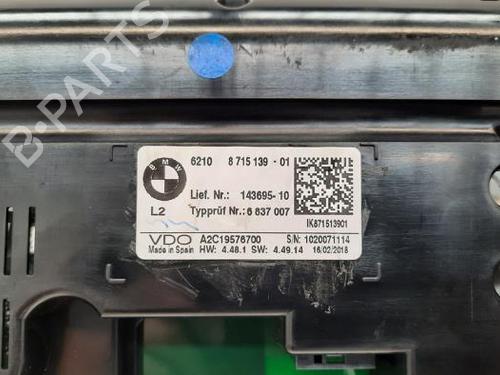 B-PARTS
BMW
6210 8 715 139 - 01
Lief. Nr.: 143695-10
L2 Typprüf Nr.: 6 837 007
IK871513901
VDO A2C19576700 S/N: 1020071114
Made in Spain HW: 4.48.1 SW: 4.49.14 16/02/2018